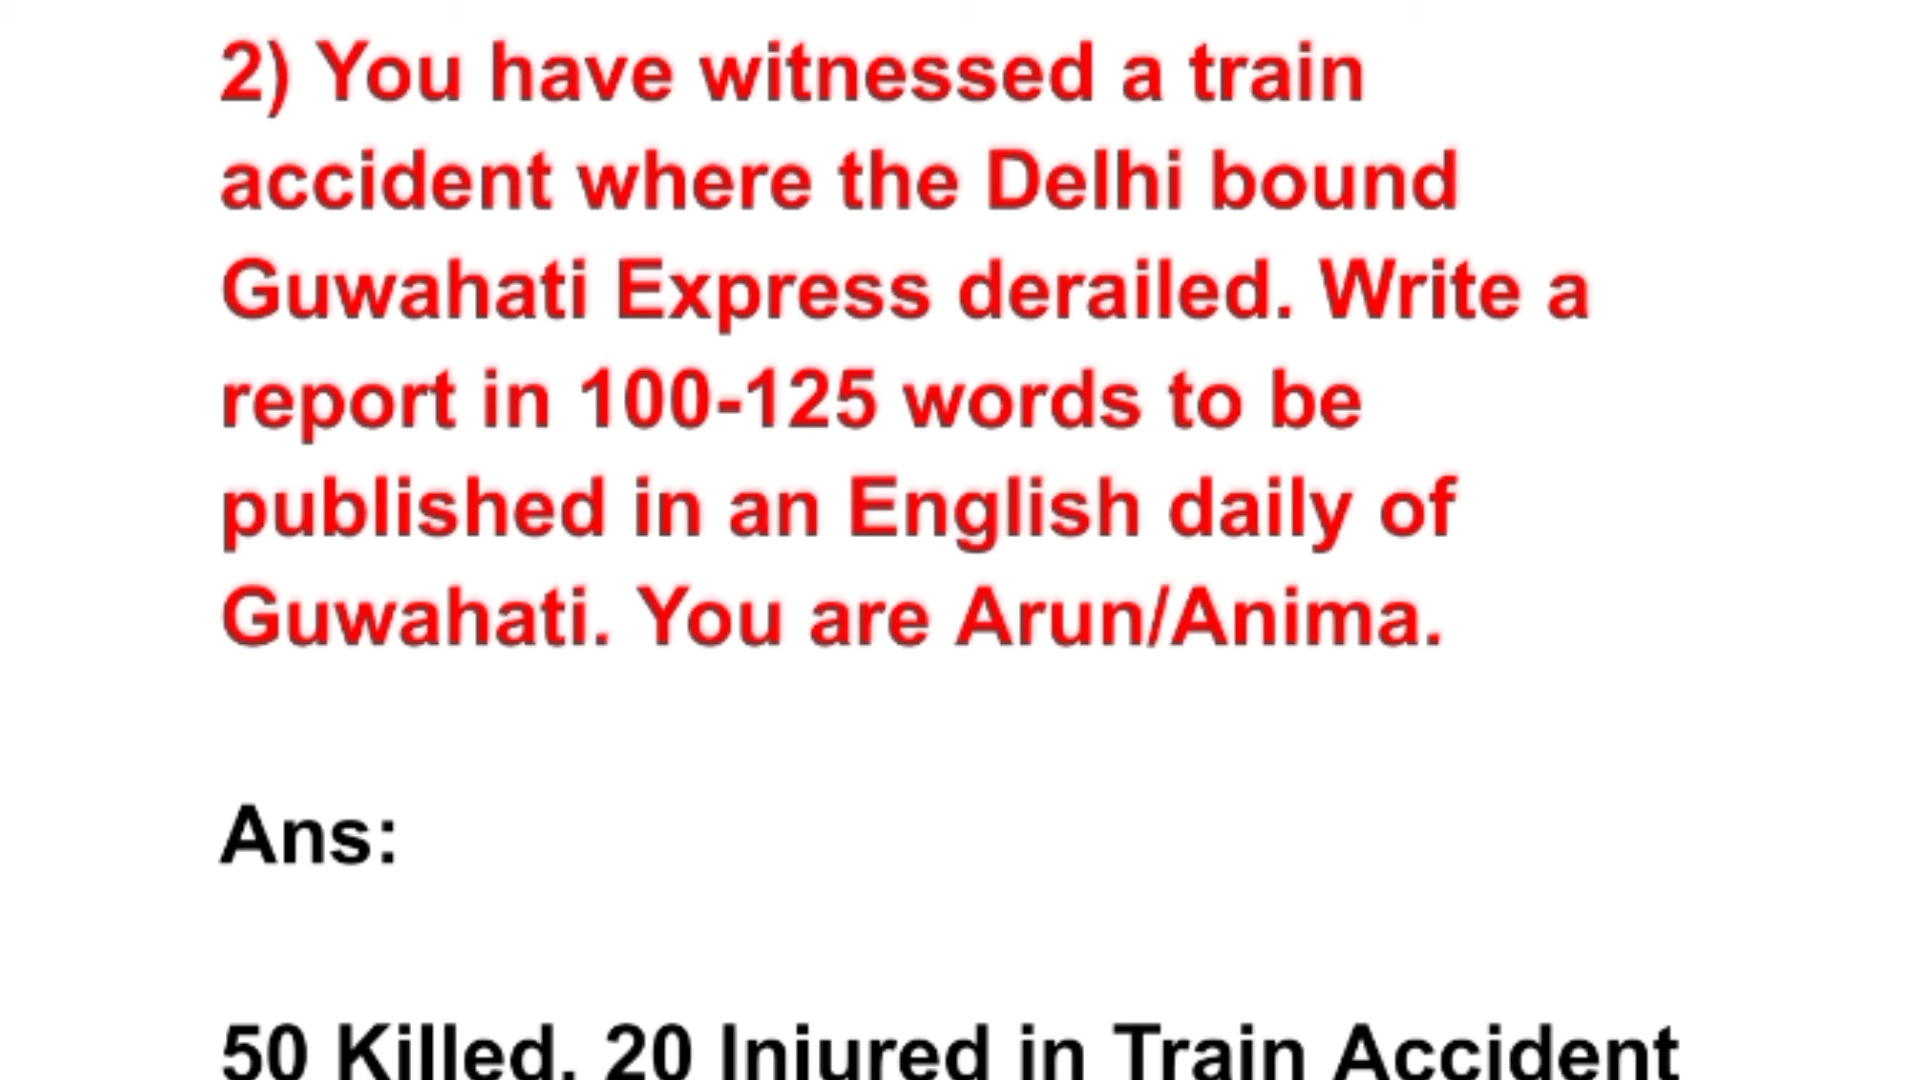 2) You have witnessed a train
accident where the Delhi bound
Guwahati Express derailed. Write a
report in 100-125 words to be
published in an English daily of
Guwahati. You are Arun/Anima.
Ans:
50 Killed, 20 Injured in Train Accident